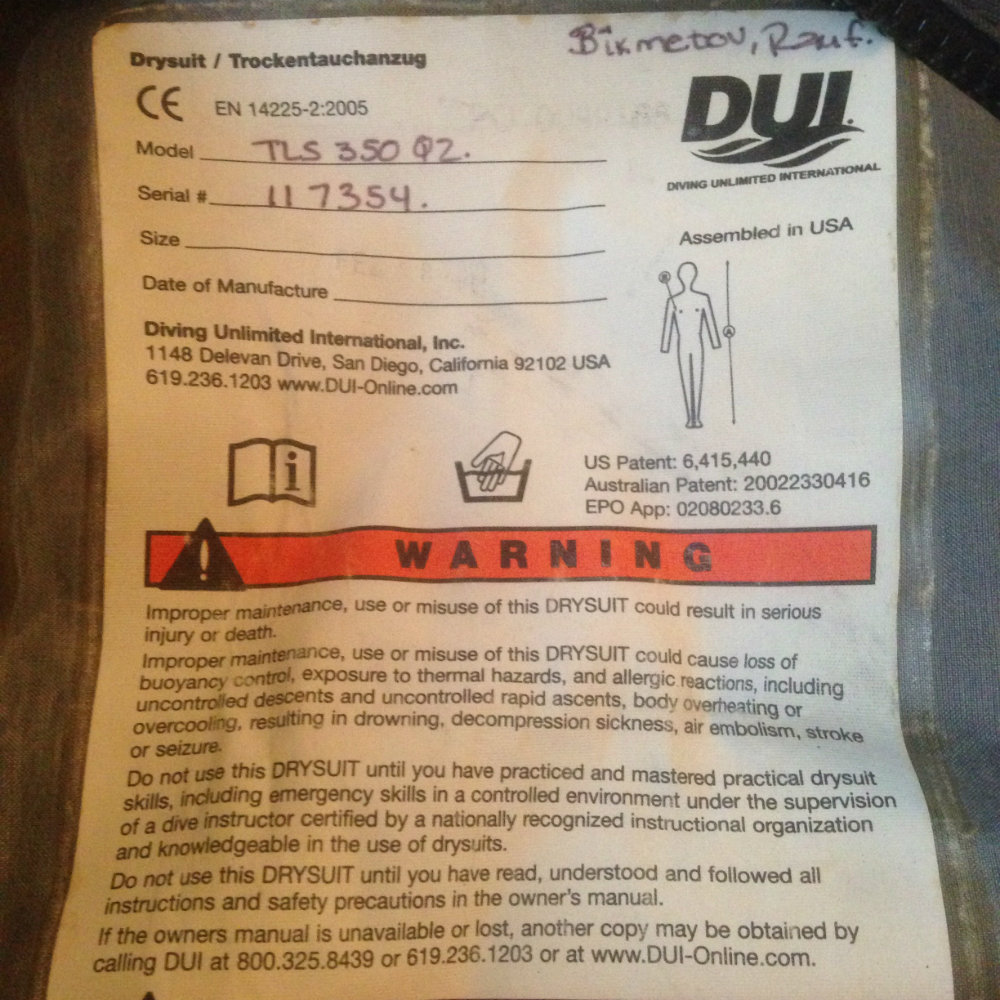 Bikmetov, Rauf.
Drysuit / Trockentauchanzug
CE EN 14225-2:2005
DUI
DIVING UNLIMITED INTERNATIONAL
Model TLS 350 Q2.
Serial # 117354.
Size
Assembled in USA
Date of Manufacture
Diving Unlimited International, Inc.
1148 Delevan Drive, San Diego, California 92102 USA
619.236.1203 www.DUI-Online.com
B
A
i
US Patent: 6,415,440
Australian Patent: 20022330416
EPO App: 02080233.6
! WARNING
Improper maintenance, use or misuse of this DRYSUIT could result in serious
injury or death.
Improper maintenance, use or misuse of this DRYSUIT could cause loss of
buoyancy control, exposure to thermal hazards, and allergic reactions, including
uncontrolled descents and uncontrolled rapid ascents, body overheating or
overcooling, resulting in drowning, decompression sickness, air embolism, stroke
or seizure.
Do not use this DRYSUIT until you have practiced and mastered practical drysuit
skills, including emergency skills in a controlled environment under the supervision
of a dive instructor certified by a nationally recognized instructional organization
and knowledgeable in the use of drysuits.
Do not use this DRYSUIT until you have read, understood and followed all
instructions and safety precautions in the owner's manual.
If the owners manual is unavailable or lost, another copy may be obtained by
calling DUI at 800.325.8439 or 619.236.1203 or at www.DUI-Online.com.